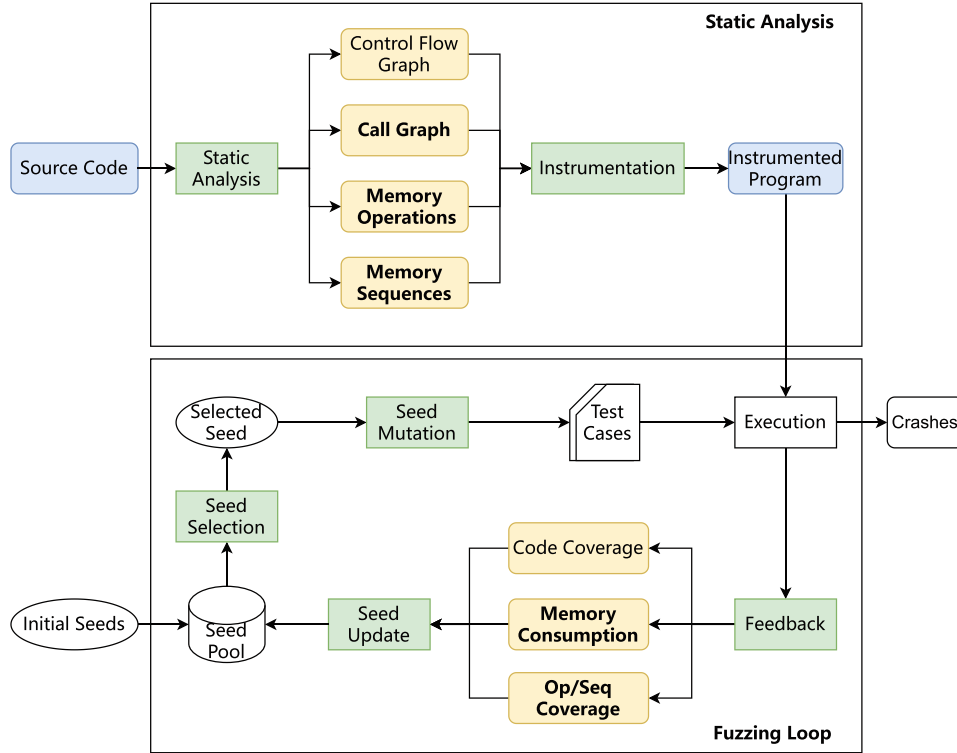 Static Analysis
Control Flow
Graph
Call Graph
Source Code
Static
Analysis
Instrumentation
Instrumented
Program
Memory
Operations
Memory
Sequences
Selected
Seed
Seed
Mutation
Test
Cases
Execution
Crashes
Seed
Selection
Code Coverage
Initial Seeds
Seed
Pool
Seed
Update
Memory
Consumption
Feedback
Op/Seq
Coverage
Fuzzing Loop